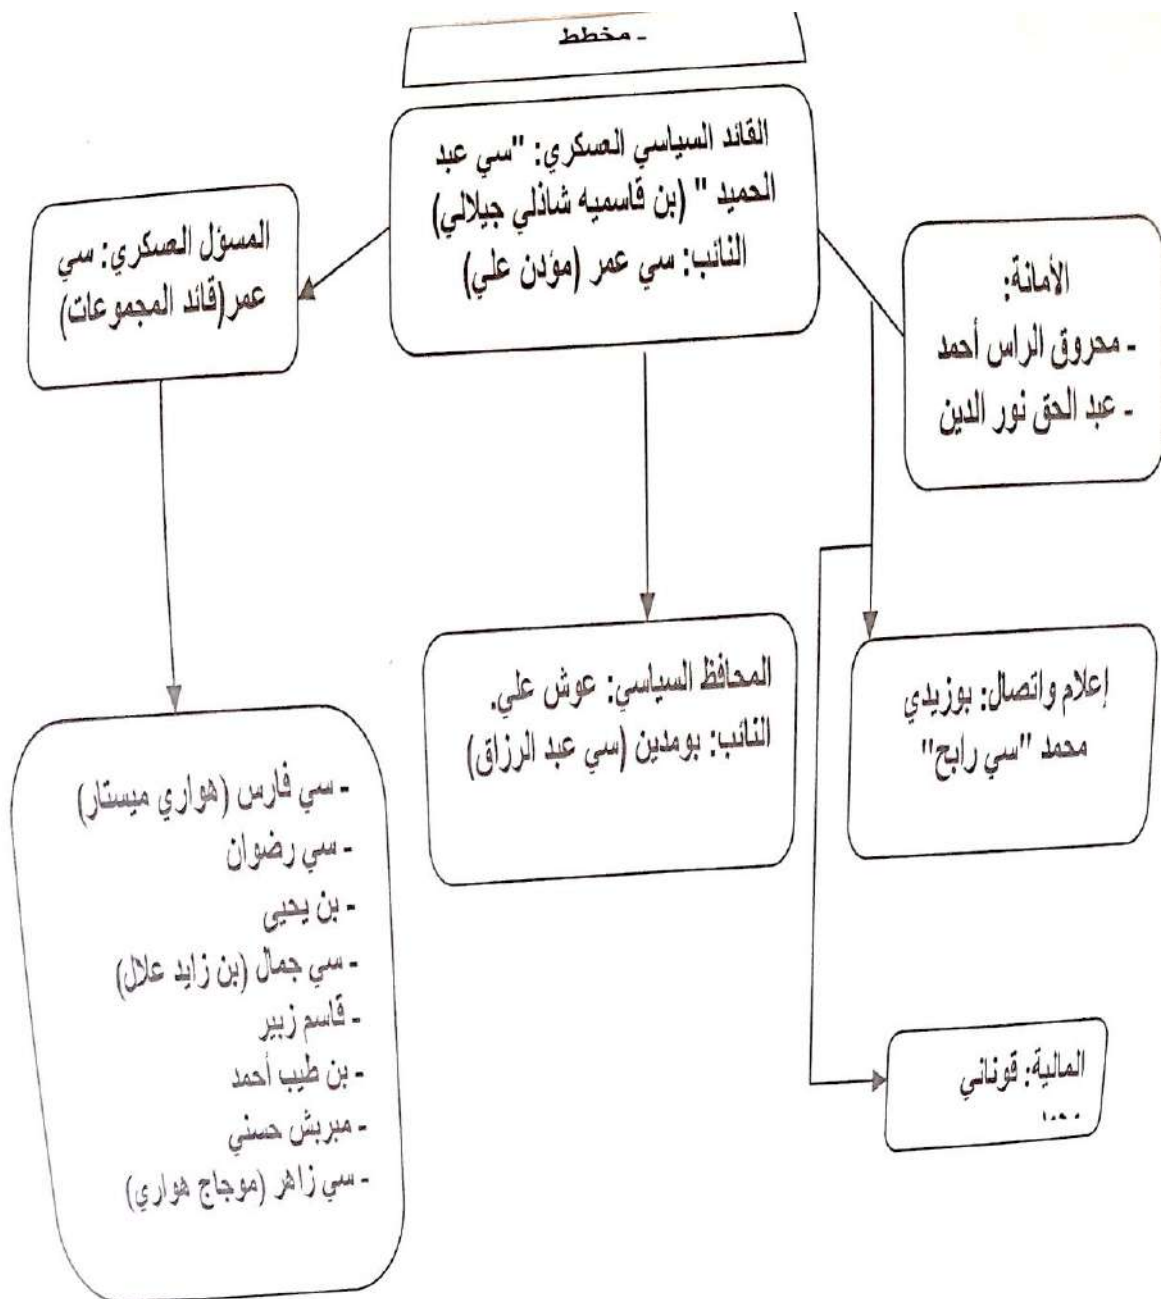 - مخطط
القائد السياسي العسكري: "سي عبد
الحميد " (بن قاسميه شاذلي جيلالي)
النائب: سي عمر (مؤدن علي)
الأمانة:
- محروق الراس أحمد
- عبد الحق نور الدين
المسؤل العسكري: سي
عمر(قائد المجموعات)
إعلام واتصال: بوزيدي
محمد "سي رابح"
المحافظ السياسي: عوش علي.
النائب: بومدين (سي عبد الرزاق)
- سي فارس (هواري ميستار)
- سي رضوان
- بن يحيى
- سي جمال (بن زايد علال)
- قاسم زبير
- بن طيب أحمد
- مبربش حسني
- سي زاهر (موجاج هواري)
المالية: قوناني